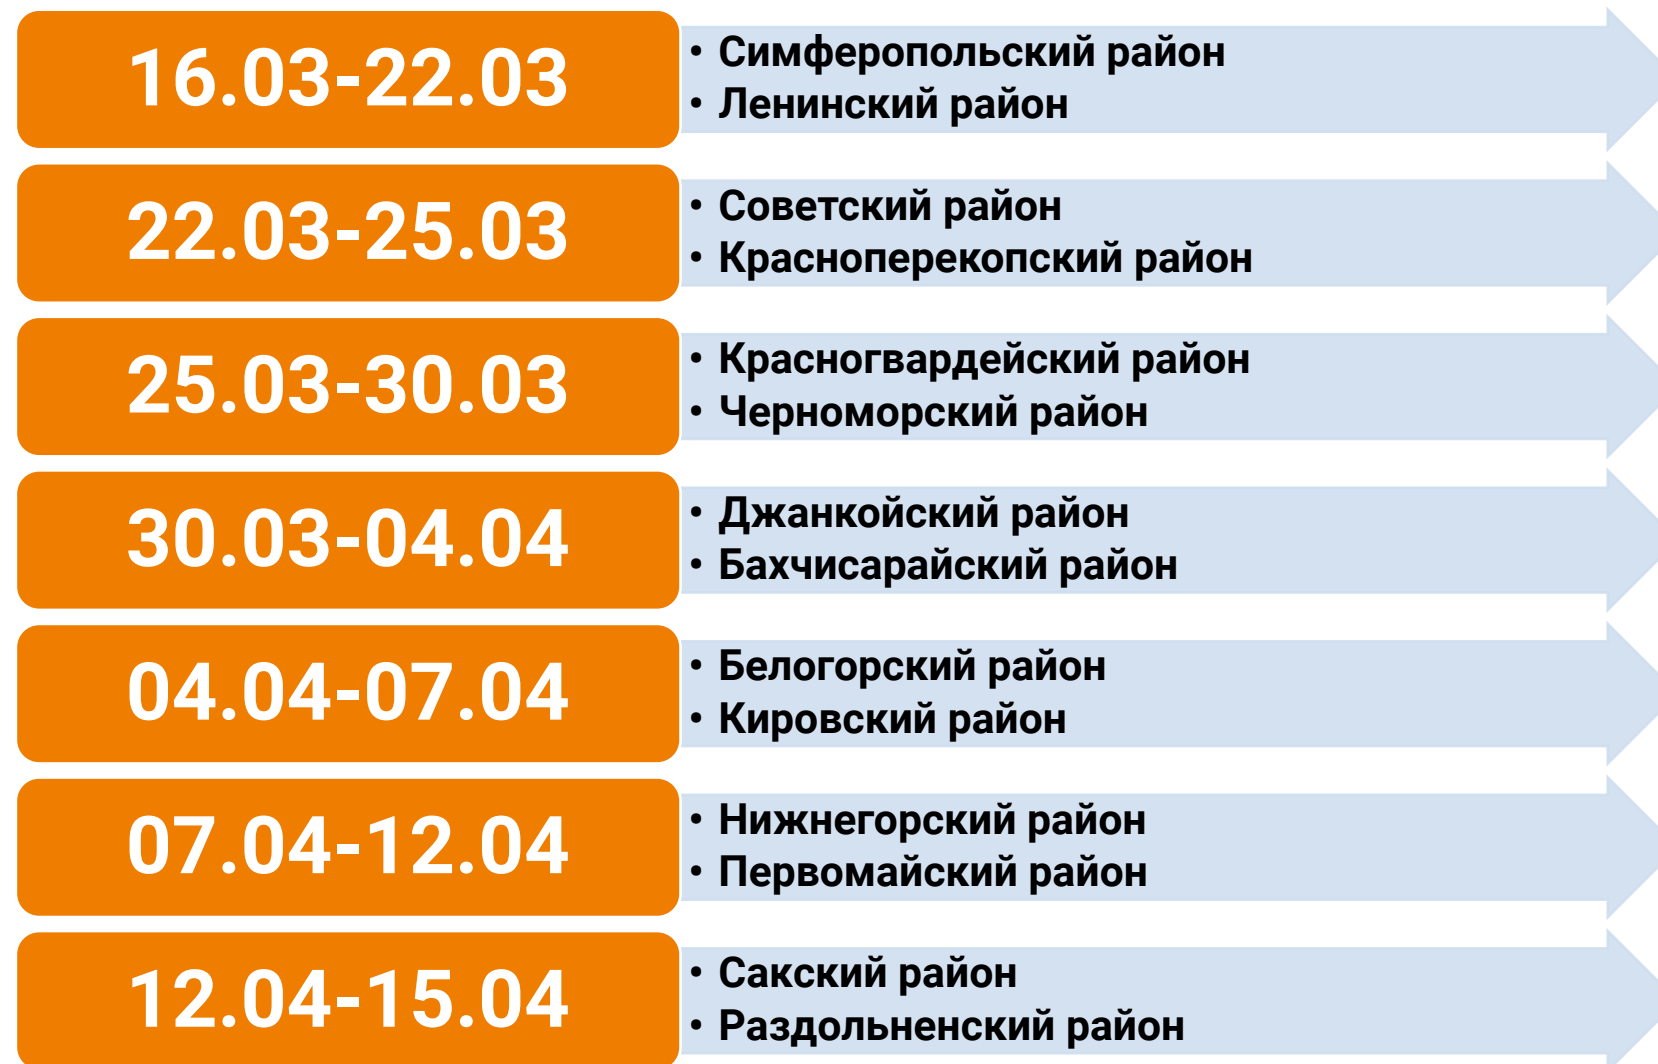 16.03-22.03
• Симферопольский район
• Ленинский район
22.03-25.03
• Советский район
• Красноперекопский район
25.03-30.03
• Красногвардейский район
• Черноморский район
30.03-04.04
• Джанкойский район
• Бахчисарайский район
04.04-07.04
• Белогорский район
• Кировский район
07.04-12.04
• Нижнегорский район
• Первомайский район
12.04-15.04
• Сакский район
• Раздольненский район